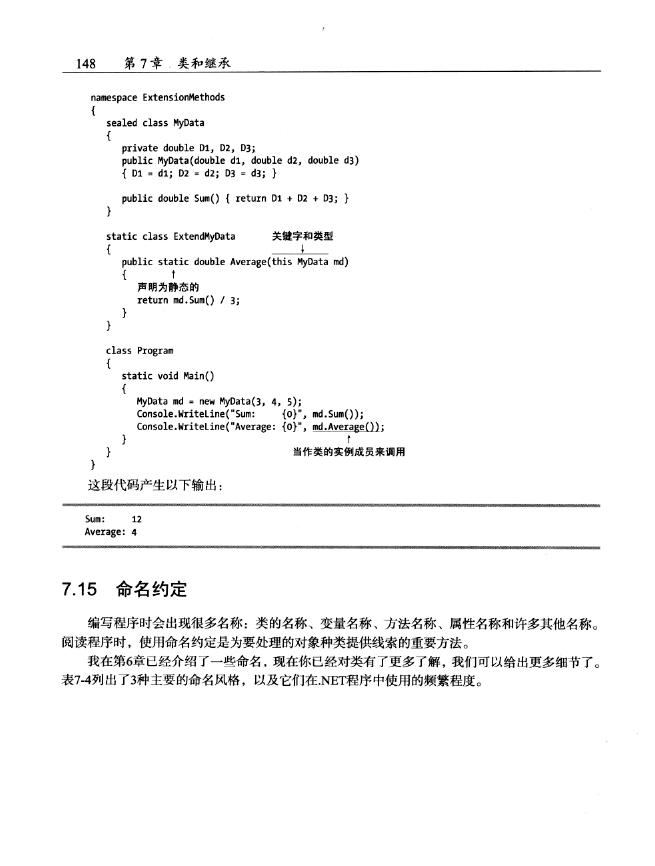 148 第7章 类和继承
namespace ExtensionMethods
{
sealed class MyData
{
private double D1, D2, D3;
public MyData(double d1, double d2, double d3)
{ D1 = d1; D2 = d2; D3 = d3; }
public double Sum() { return D1 + D2 + D3; }
}
static class ExtendMyData 关键字和类型
{ ↓
public static double Average(this MyData md)
{ ↑
声明为静态的
return md.Sum() / 3;
}
}
class Program
{
static void Main()
{
MyData md = new MyData(3, 4, 5);
Console.WriteLine("Sum: {0}", md.Sum());
Console.WriteLine("Average: {0}", md.Average());
} ↑
} 当作类的实例成员来调用
}
这段代码产生以下输出：
Sum: 12
Average: 4
7.15 命名约定
编写程序时会出现很多名称：类的名称、变量名称、方法名称、属性名称和许多其他名称。
阅读程序时，使用命名约定是为要处理的对象种类提供线索的重要方法。
我在第6章已经介绍了一些命名，现在你已经对类有了更多了解，我们可以给出更多细节了。
表7-4列出了3种主要的命名风格，以及它们在.NET程序中使用的频繁程度。